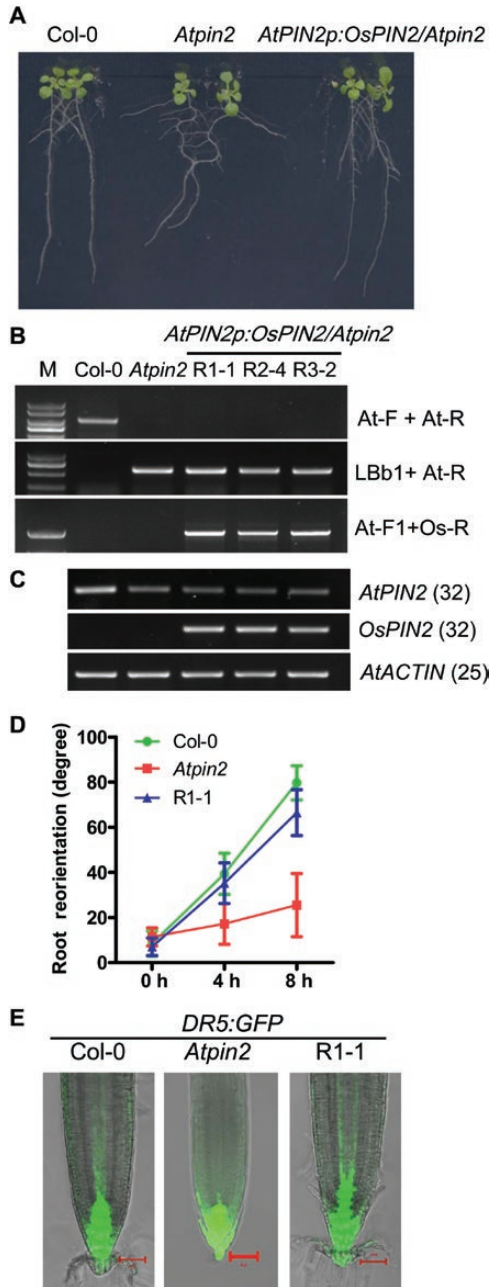 A
Col-0 Atpin2 AtPIN2p:OsPIN2/Atpin2
B
AtPIN2p:OsPIN2/Atpin2
M Col-0 Atpin2 R1-1 R2-4 R3-2
At-F + At-R
LBb1+ At-R
At-F1+Os-R
C
AtPIN2 (32)
OsPIN2 (32)
AtACTIN (25)
D
Root reorientation (degree)
100
80
60
40
20
0
Col-0
Atpin2
R1-1
0 h 4 h 8 h
E
DR5:GFP
Col-0 Atpin2 R1-1